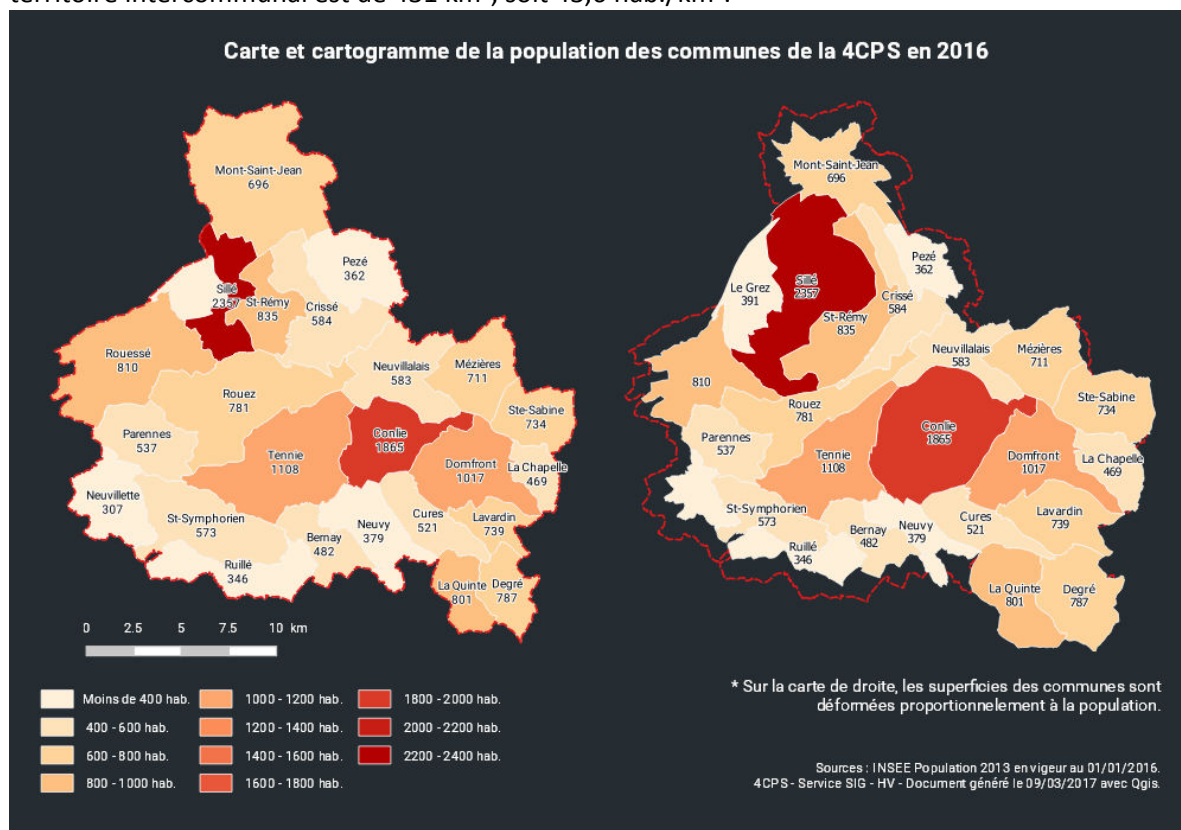 Carte et cartogramme de la population des communes de la 4CPS en 2016
Mont-Saint-Jean
696
Pezé
362
Sillé
2357
St-Rémy
835
Crissé
584
Rouessé
810
Neuvillalais
583
Mézières
711
Rouez
781
Ste-Sabine
734
Parennes
537
Conlie
1865
Tennie
1108
Domfront
1017
La Chapelle
469
Neuvillette
307
St-Symphorien
573
Neuvy
379
Cures
521
Lavardin
739
Bernay
482
Ruillé
346
La Quinte
801
Degré
787
Mont-Saint-Jean
696
Pezé
362
Le Grez
391
Sillé
2357
Crissé
584
St-Rémy
835
Neuvillalais
583
Mézières
711
810
Rouez
781
Ste-Sabine
734
Conlie
1865
Parennes
537
Tennie
1108
Domfront
1017
La Chapelle
469
St-Symphorien
573
Bernay
482
Neuvy
379
Cures
521
Lavardin
739
Ruillé
346
La Quinte
801
Degré
787
0 2.5 5 7.5 10 km
Moins de 400 hab.
400 - 600 hab.
600 - 800 hab.
800 - 1000 hab.
1000 - 1200 hab.
1200 - 1400 hab.
1400 - 1600 hab.
1600 - 1800 hab.
1800 - 2000 hab.
2000 - 2200 hab.
2200 - 2400 hab.
* Sur la carte de droite, les superficies des communes sont
déformées proportionnelement à la population.
Sources : INSEE Population 2013 en vigeur au 01/01/2016.
4CPS - Service SIG - HV - Document généré le 09/03/2017 avec Qgis.